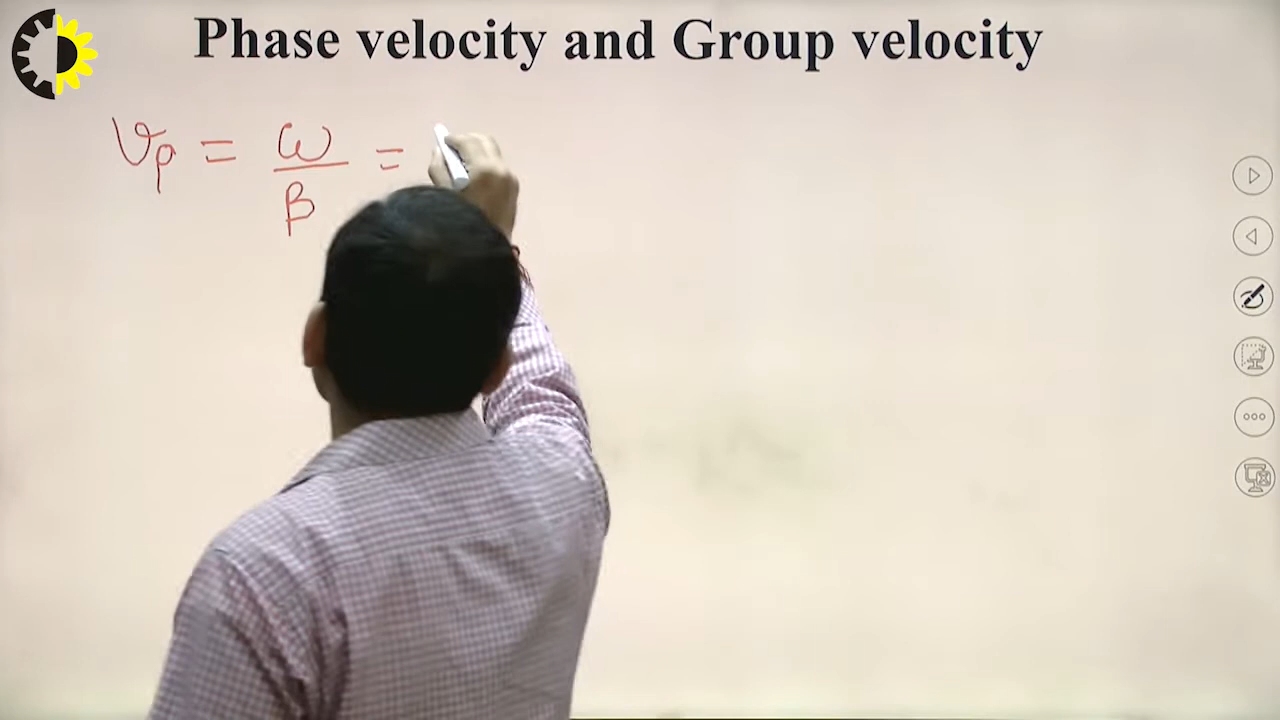 Phase velocity and Group velocity
Vp = ω/β =